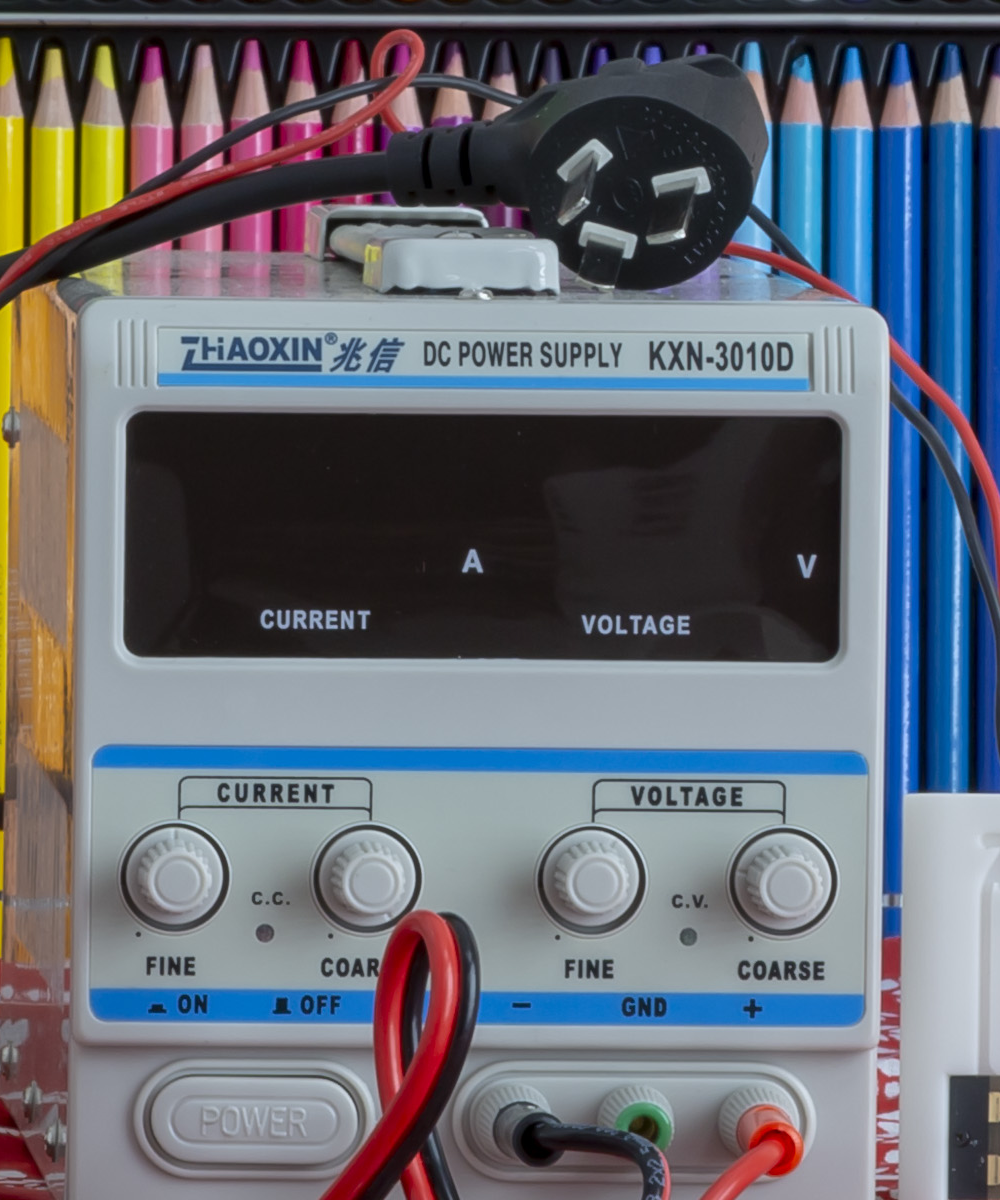 ZHAOXIN® 兆信 DC POWER SUPPLY KXN-3010D
A V
CURRENT VOLTAGE
CURRENT VOLTAGE
C.C. C.V.
FINE COAR FINE COARSE
ON OFF − GND +
POWER